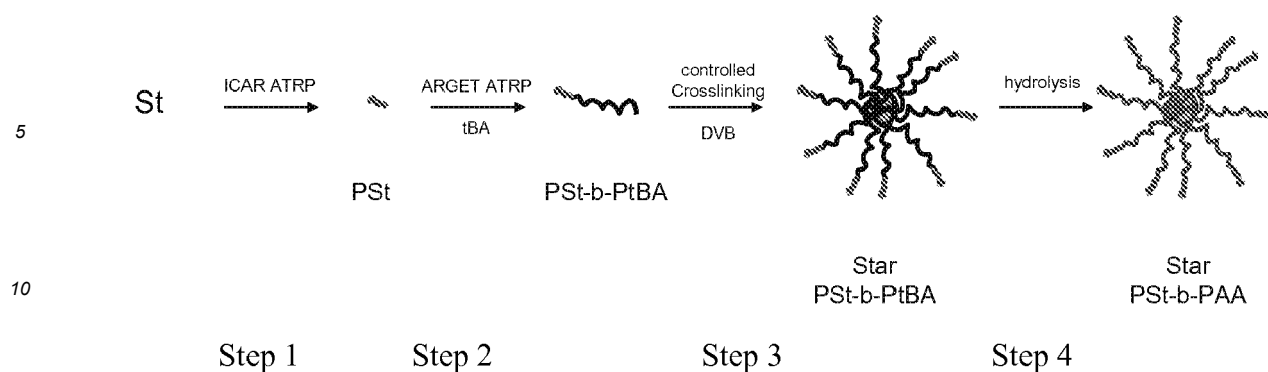 St
ICAR ATRP
PSt
ARGET ATRP
tBA
PSt-b-PtBA
controlled
Crosslinking
DVB
Star
PSt-b-PtBA
hydrolysis
Star
PSt-b-PAA
5
10
Step 1
Step 2
Step 3
Step 4